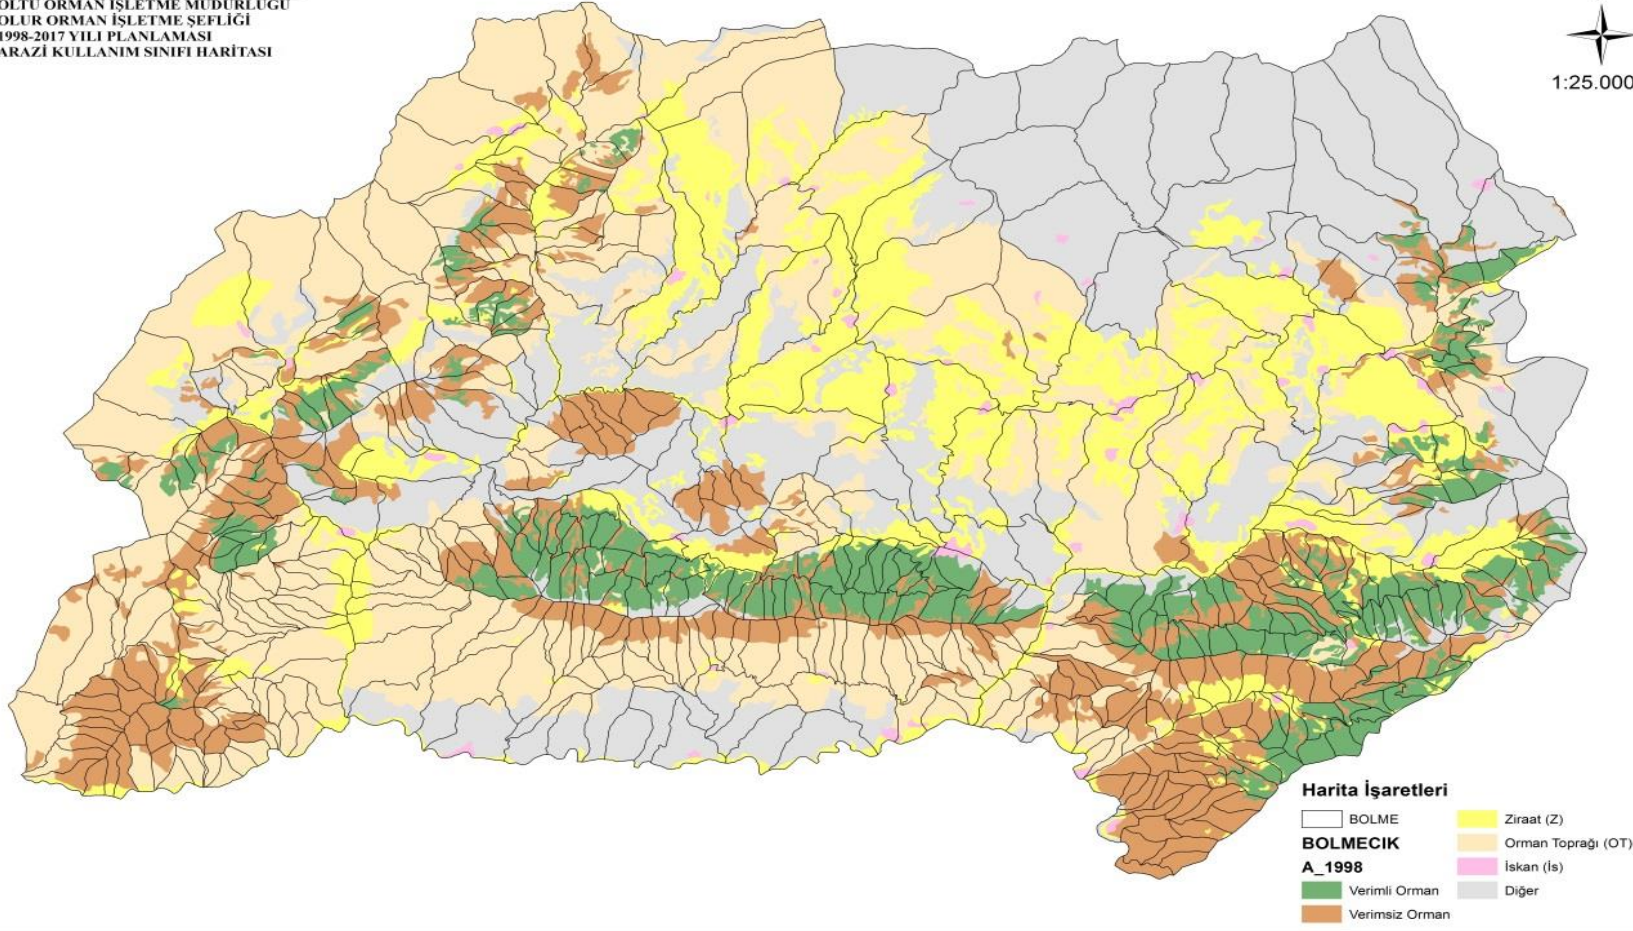 OLTU ORMAN İŞLETME MÜDÜRLÜĞÜ
OLUR ORMAN İŞLETME ŞEFLİĞİ
1998-2017 YILI PLANLAMASI
ARAZİ KULLANIM SINIFI HARİTASI
1:25.000
Harita İşaretleri
BOLME
BOLMECIK
A_1998
Verimli Orman
Verimsiz Orman
Ziraat (Z)
Orman Toprağı (OT)
İskan (İs)
Diğer